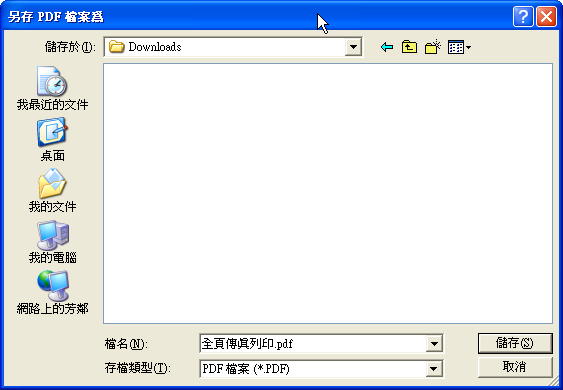 另存 PDF 檔案為
儲存於(I):
Downloads
我最近的文件
桌面
我的文件
我的電腦
網路上的芳鄰
檔名(N):
全頁傳真列印.pdf
儲存(S)
存檔類型(T):
PDF 檔案 (*.PDF)
取消